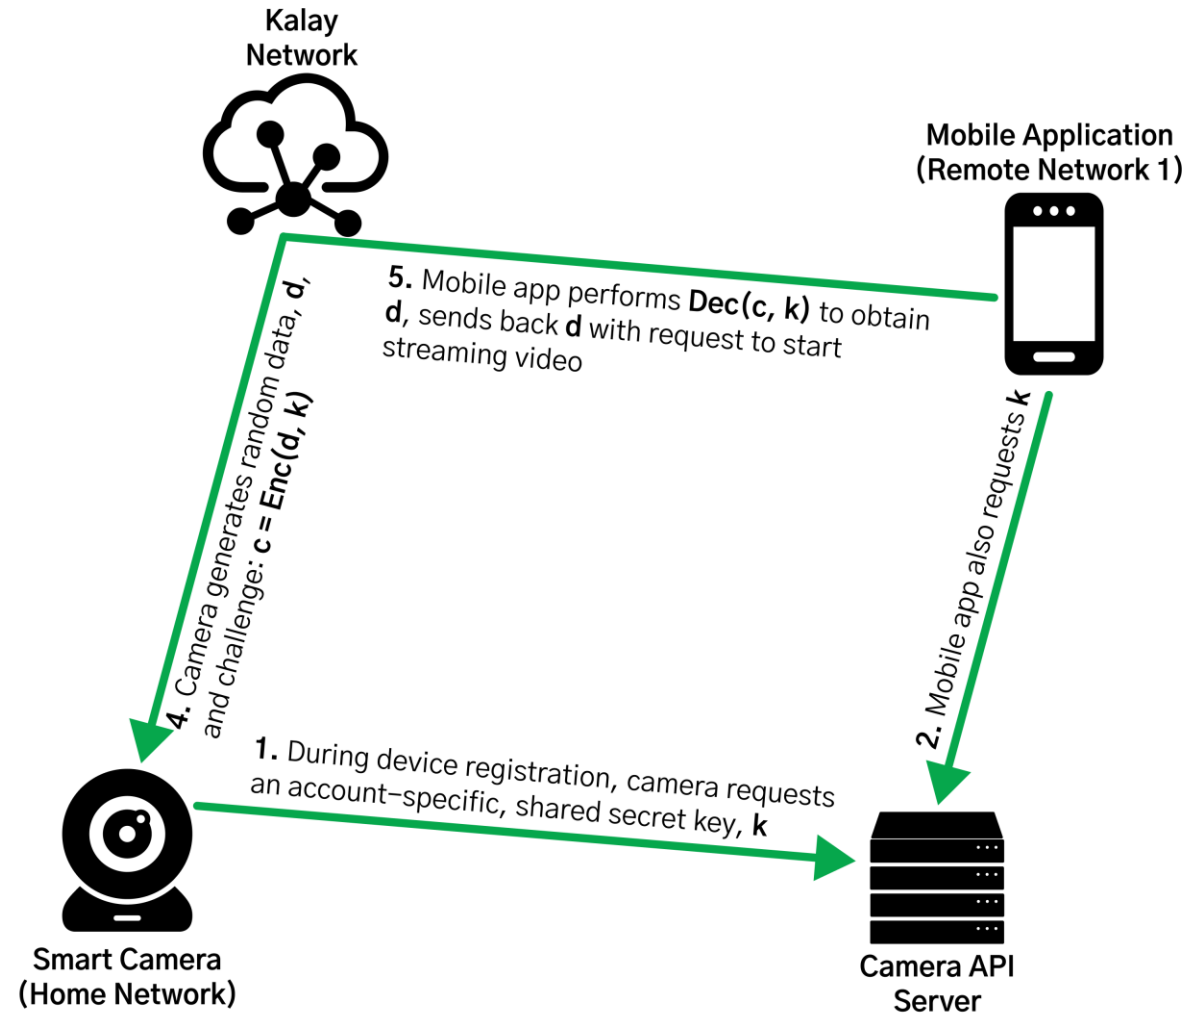 Kalay
Network
Mobile Application
(Remote Network 1)
5. Mobile app performs Dec(c, k) to obtain
d, sends back d with request to start
streaming video
4. Camera generates random data, d,
and challenge: c = Enc(d, k)
2. Mobile app also requests k
1. During device registration, camera requests
an account–specific, shared secret key, k
Smart Camera
(Home Network)
Camera API
Server